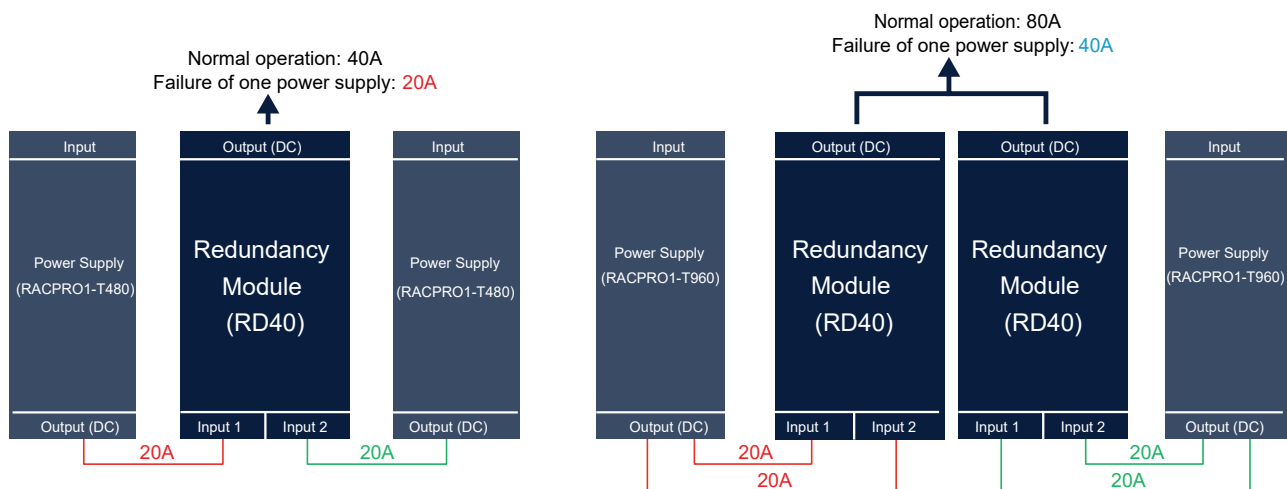 Normal operation: 40A
Failure of one power supply: 20A
Input
Output (DC)
Input
Power Supply
(RACPRO1-T480)
Redundancy
Module
(RD40)
Power Supply
(RACPRO1-T480)
Output (DC)
Input 1
Input 2
Output (DC)
20A
20A
Normal operation: 80A
Failure of one power supply: 40A
Input
Output (DC)
Output (DC)
Input
Power Supply
(RACPRO1-T960)
Redundancy
Module
(RD40)
Redundancy
Module
(RD40)
Power Supply
(RACPRO1-T960)
Output (DC)
Input 1
Input 2
Input 1
Input 2
Output (DC)
20A
20A
20A
20A